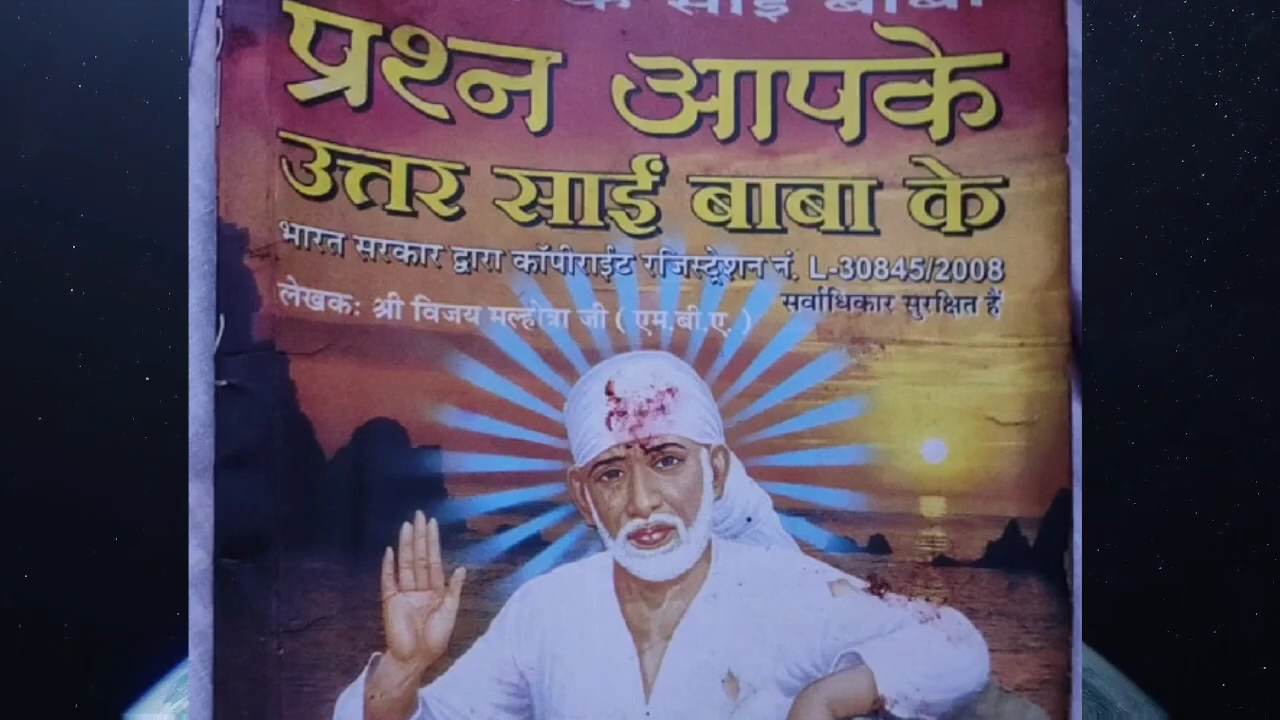 के साई बाबा
प्रश्न आपके
उत्तर साईं बाबा के
भारत सरकार द्वारा कॉपीराईट रजिस्ट्रेशन नं. L-30845/2008
सर्वाधिकार सुरक्षित हैं
लेखक: श्री विजय मल्होत्रा जी ( एम.बी.ए. )